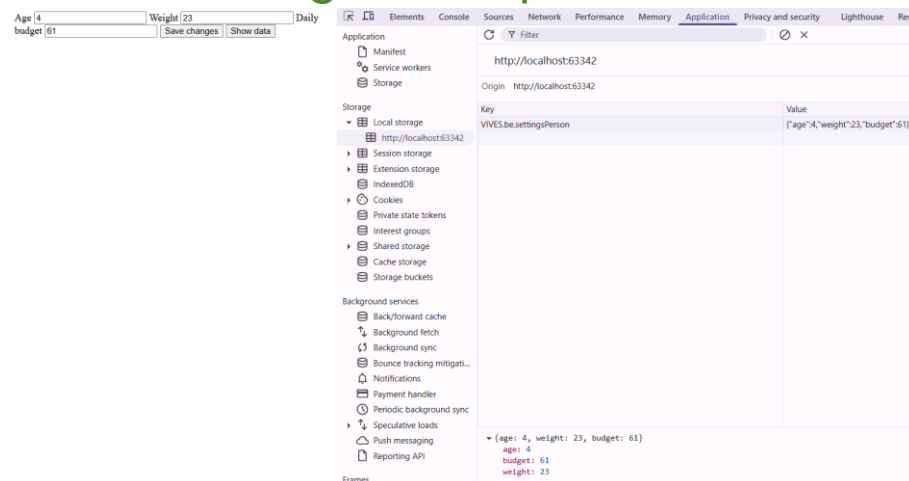 Age 4 Weight 23 Daily
budget 61 Save changes Show data
Elements Console Sources Network Performance Memory Application Privacy and security Lighthouse
Application
Manifest
Service workers
Storage
Storage
Local storage
http://localhost:63342
Session storage
Extension storage
IndexedDB
Cookies
Private state tokens
Interest groups
Shared storage
Cache storage
Storage buckets
Background services
Back/forward cache
Background fetch
Background sync
Bounce tracking mitigati...
Notifications
Payment handler
Periodic background sync
Speculative loads
Push messaging
Reporting API
Frames
Filter
http://localhost:63342
Origin http://localhost:63342
Key Value
VIVES.be.settingsPerson {"age":4,"weight":23,"budget":61}
{age: 4, weight: 23, budget: 61}
age: 4
budget: 61
weight: 23